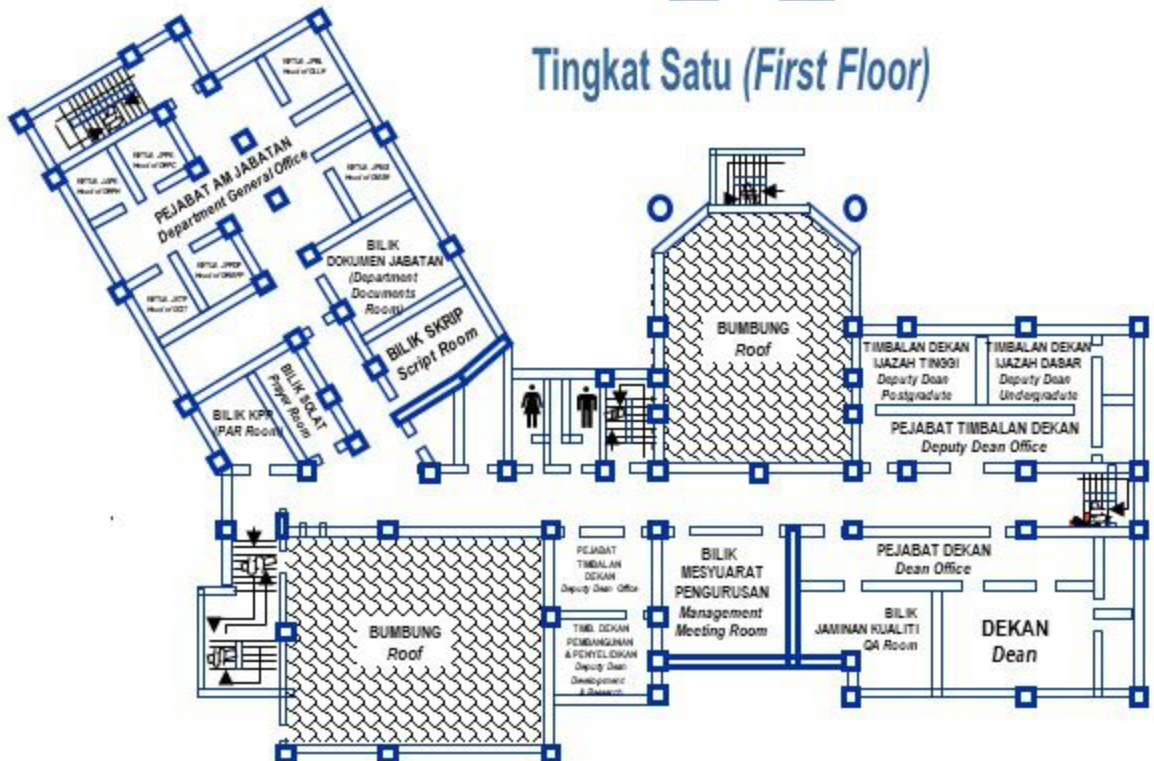 Tingkat Satu (First Floor)
PEJABAT AM JABATAN
Department General Office
BILIK
DOKUMEN JABATAN
(Department
Documents
Room)
BILIK SKRIP
Script Room
BILIK SOLAT
Prayer Room
BILIK KPP
(PAR Room)
BUMBUNG
Roof
TIMBALAN DEKAN
IJAZAH TINGGI
Deputy Dean
Postgradute
TIMBALAN DEKAN
IJAZAH DASAR
Deputy Dean
Undergradute
PEJABAT TIMBALAN DEKAN
Deputy Dean Office
BUMBUNG
Roof
PEJABAT
TIMBALAN
DEKAN
Deputy Dean Office
TIMB. DEKAN
PEMBANGUNAN
& PENYELIDIKAN
Deputy Dean
Development
& Research
BILIK
MESYUARAT
PENGURUSAN
Management
Meeting Room
PEJABAT DEKAN
Dean Office
BILIK
JAMINAN KUALITI
QA Room
DEKAN
Dean